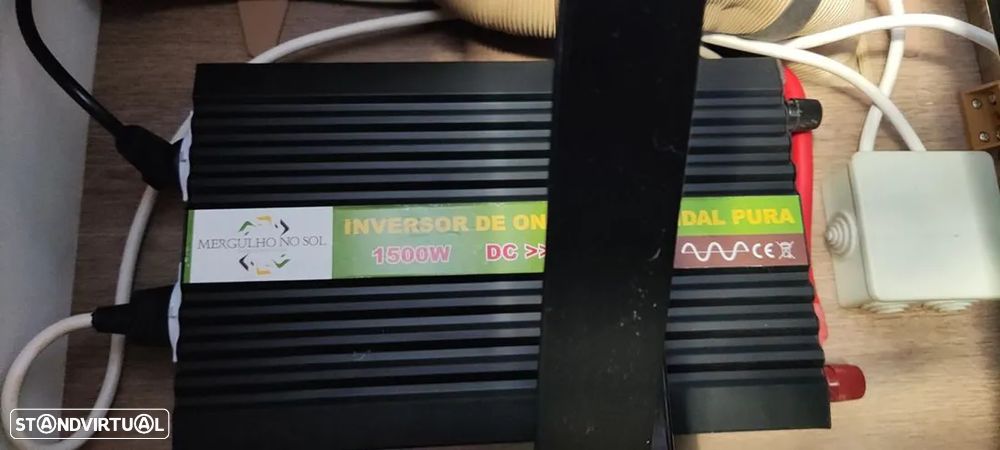 MERGULHO NO SOL
INVERSOR DE ON DAL PURA
1500W DC >> CE
STANDVIRTUAL